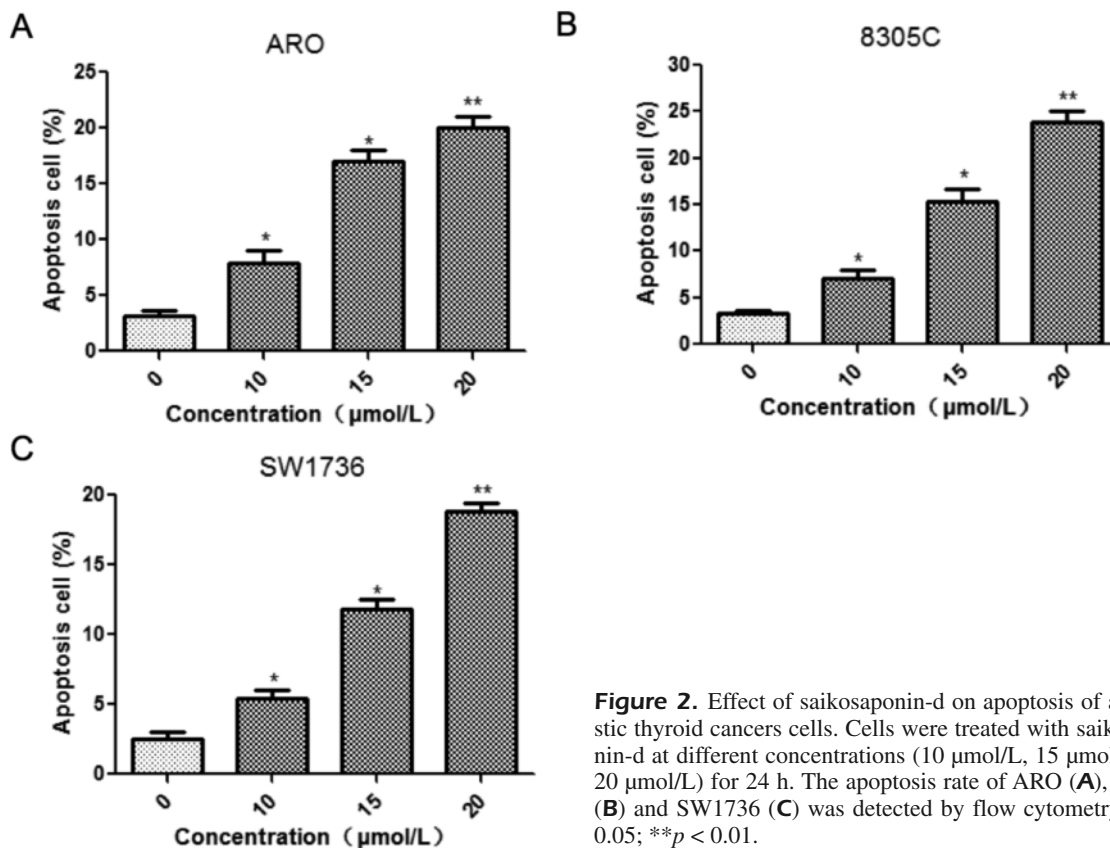 A
ARO
Apoptosis cell (%)
25
20
15
10
5
0
*
*
**
0
10
15
20
Concentration（μmol/L）
B
8305C
Apoptosis cell (%)
30
25
20
15
10
5
0
*
*
**
0
10
15
20
Concentration（μmol/L）
C
SW1736
Apoptosis cell (%)
20
15
10
5
0
*
*
**
0
10
15
20
Concentration（μmol/L）
Figure 2. Effect of saikosaponin-d on apoptosis of a
stic thyroid cancers cells. Cells were treated with saik
nin-d at different concentrations (10 μmol/L, 15 μmol
20 μmol/L) for 24 h. The apoptosis rate of ARO (A),
(B) and SW1736 (C) was detected by flow cytometry
0.05; **p < 0.01.